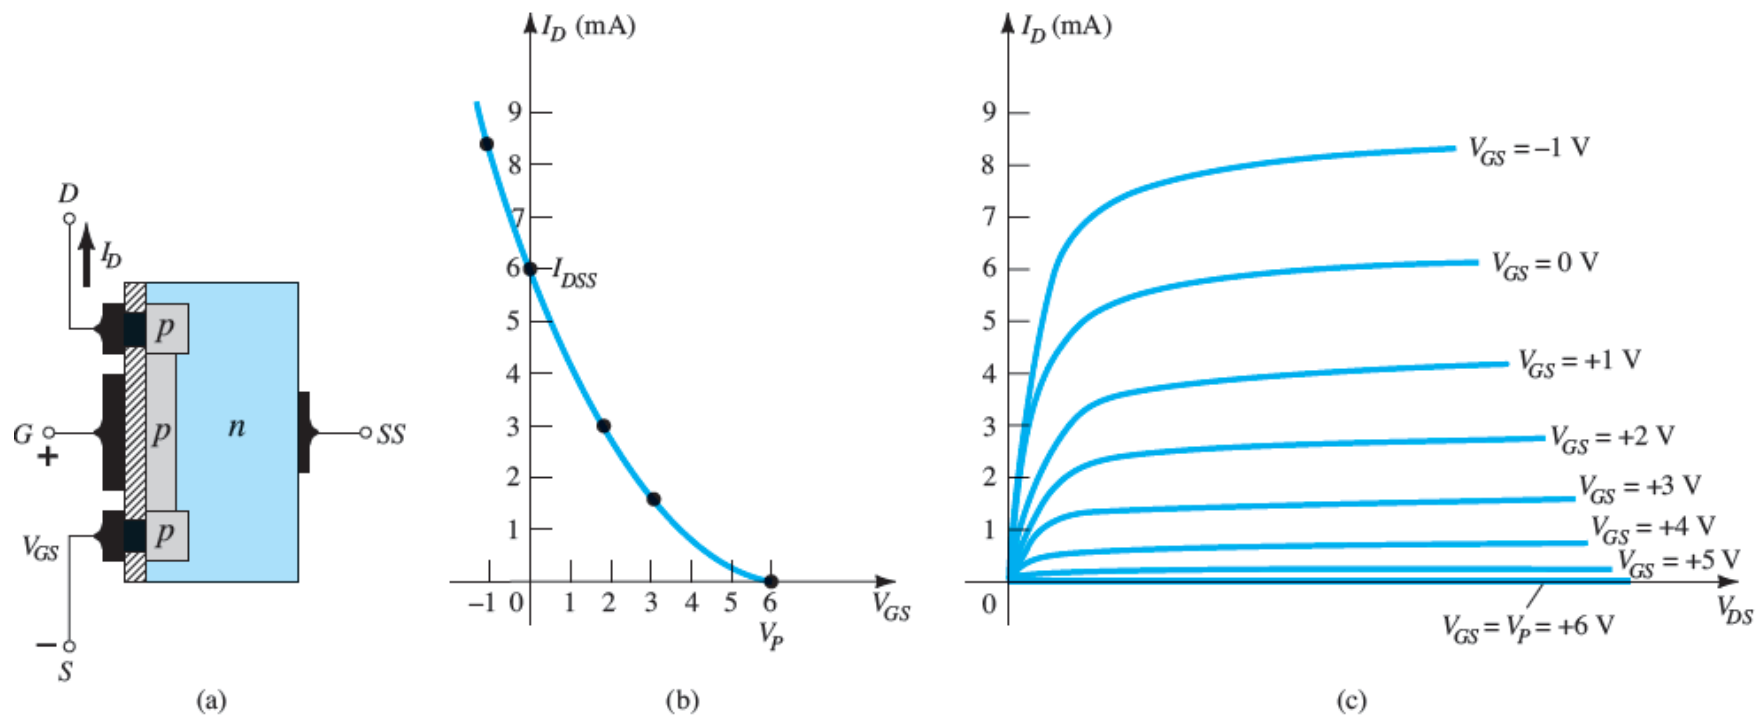 D
I_D
p
G
+
p
n
SS
p
V_GS
−
S
(a)
I_D (mA)
9
8
7
6
I_DSS
5
4
3
2
1
−1 0 1 2 3 4 5 6
V_GS
V_P
(b)
I_D (mA)
9
8
7
6
5
4
3
2
1
0
V_GS = −1 V
V_GS = 0 V
V_GS = +1 V
V_GS = +2 V
V_GS = +3 V
V_GS = +4 V
V_GS = +5 V
V_DS
V_GS = V_P = +6 V
(c)